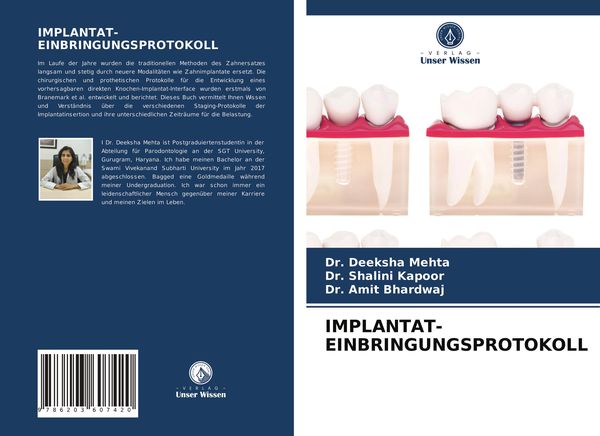 IMPLANTAT-
EINBRINGUNGSPROTOKOLL
Im Laufe der Jahre wurden die traditionellen Methoden des Zahnersatzes
langsam und stetig durch neuere Modalitäten wie Zahnimplantate ersetzt. Die
chirurgischen und prothetischen Protokolle für die Entwicklung eines
vorhersagbaren direkten Knochen-Implantat-Interface wurden erstmals von
Branemark et al. entwickelt und berichtet. Dieses Buch vermittelt Ihnen Wissen
und Verständnis über die verschiedenen Staging-Protokolle der
Implantatinsertion und ihre unterschiedlichen Zeiträume für die Belastung.
I Dr. Deeksha Mehta ist Postgraduiertenstudentin in der
Abteilung für Parodontologie an der SGT University,
Gurugram, Haryana. Ich habe meinen Bachelor an der
Swami Vivekanand Subharti University im Jahr 2017
abgeschlossen. Bagged eine Goldmedaille während
meiner Undergraduation. Ich war schon immer ein
leidenschaftlicher Mensch gegenüber meiner Karriere
und meinen Zielen im Leben.
9 786203 607420
VERLAG
Unser Wissen
VERLAG
Unser Wissen
Dr. Deeksha Mehta
Dr. Shalini Kapoor
Dr. Amit Bhardwaj
IMPLANTAT-
EINBRINGUNGSPROTOKOLL